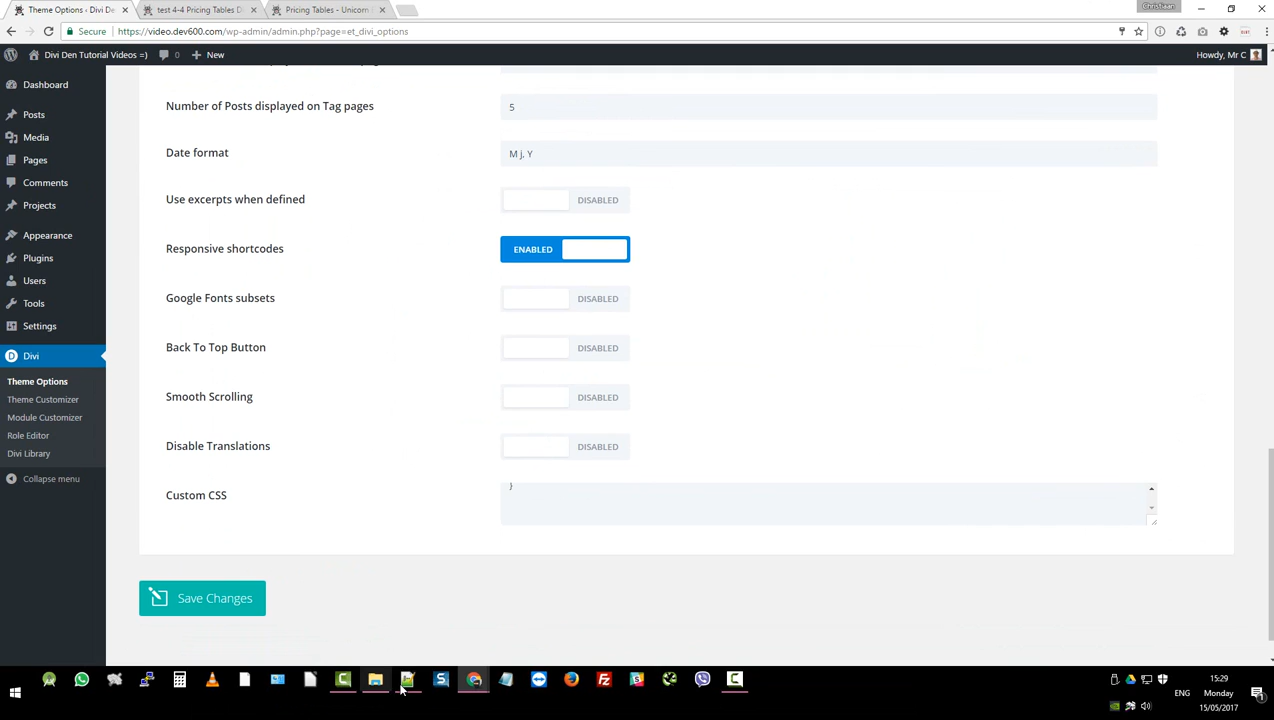 Theme Options ‹ Divi De
test 4-4 Pricing Tables D
Pricing Tables - Unicorn
Christiaan
Secure
https://video.dev600.com/wp-admin/admin.php?page=et_divi_options
Divi Den Tutorial Videos =)
0
New
Howdy, Mr C
Dashboard
Posts
Media
Pages
Comments
Projects
Appearance
Plugins
Users
Tools
Settings
Divi
Theme Options
Theme Customizer
Module Customizer
Role Editor
Divi Library
Collapse menu
Number of Posts displayed on Tag pages
5
Date format
M j, Y
Use excerpts when defined
DISABLED
Responsive shortcodes
ENABLED
Google Fonts subsets
DISABLED
Back To Top Button
DISABLED
Smooth Scrolling
DISABLED
Disable Translations
DISABLED
Custom CSS
}
Save Changes
15:29
ENG
Monday
15/05/2017